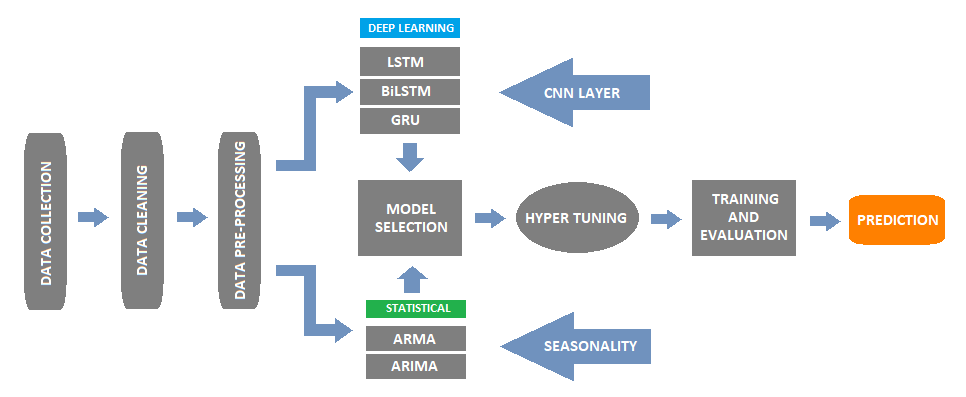 DATA COLLECTION
DATA CLEANING
DATA PRE-PROCESSING
DEEP LEARNING
LSTM
BiLSTM
GRU
CNN LAYER
MODEL
SELECTION
HYPER TUNING
TRAINING
AND
EVALUATION
PREDICTION
STATISTICAL
ARMA
ARIMA
SEASONALITY